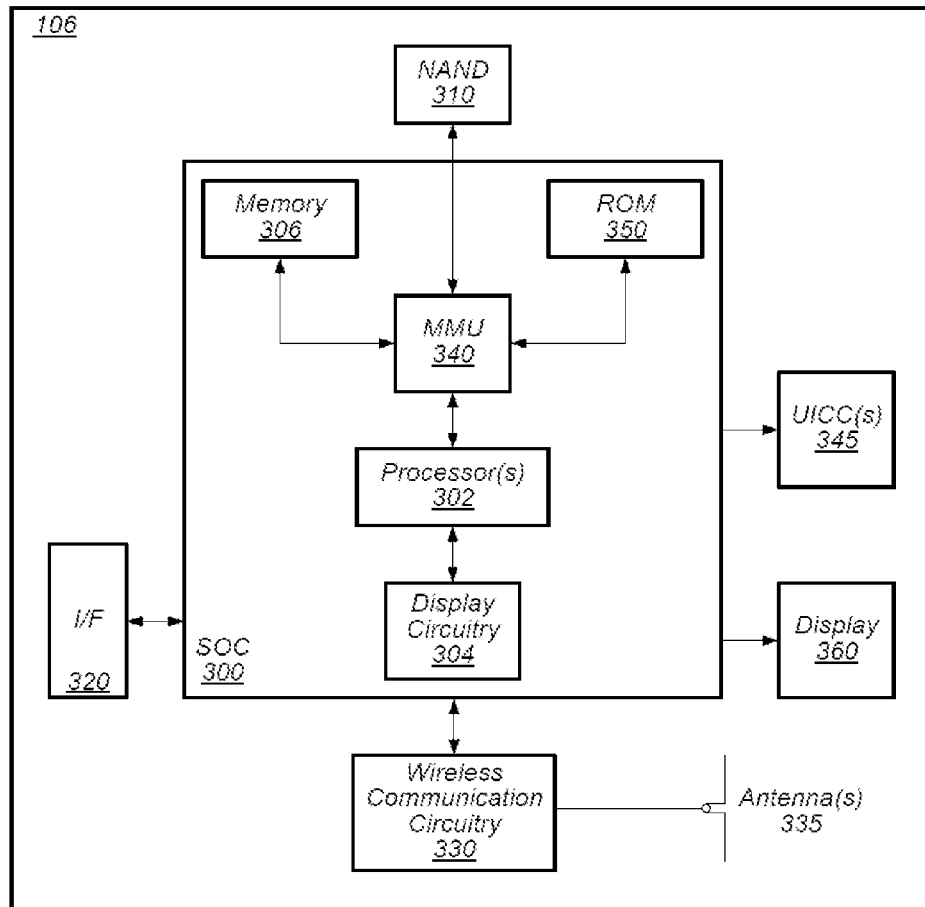 106
NAND
310
Memory
306
ROM
350
MMU
340
UICC(s)
345
Processor(s)
302
I/F
320
Display
Circuitry
304
Display
360
SOC
300
Wireless
Communication
Circuitry
330
Antenna(s)
335